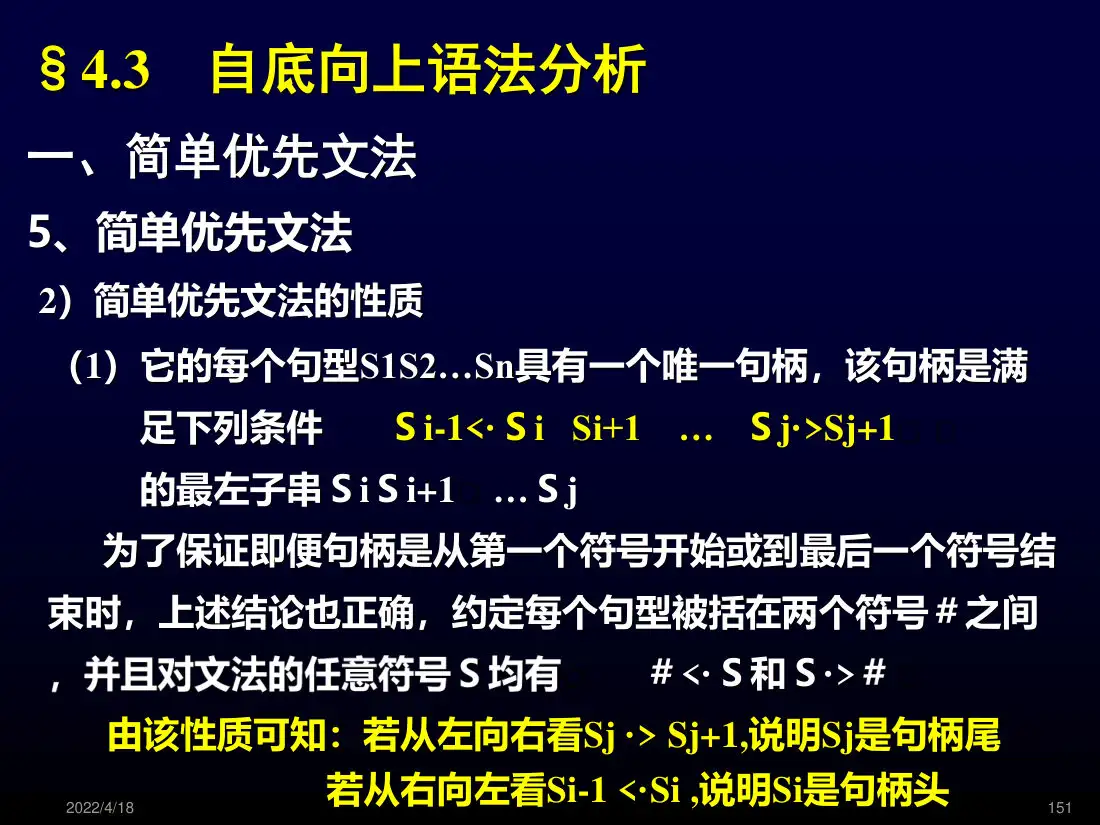 §4.3 自底向上语法分析
一、简单优先文法
5、简单优先文法
2）简单优先文法的性质
（1）它的每个句型S1S2…Sn具有一个唯一句柄，该句柄是满
足下列条件 S i-1<· S i Si+1 … S j·>Sj+1
的最左子串 S i S i+1 … S j
为了保证即便句柄是从第一个符号开始或到最后一个符号结
束时，上述结论也正确，约定每个句型被括在两个符号 # 之间
，并且对文法的任意符号 S 均有 # <· S 和 S ·> #
由该性质可知：若从左向右看Sj ·> Sj+1,说明Sj是句柄尾
若从右向左看Si-1 <·Si ,说明Si是句柄头
2022/4/18
151